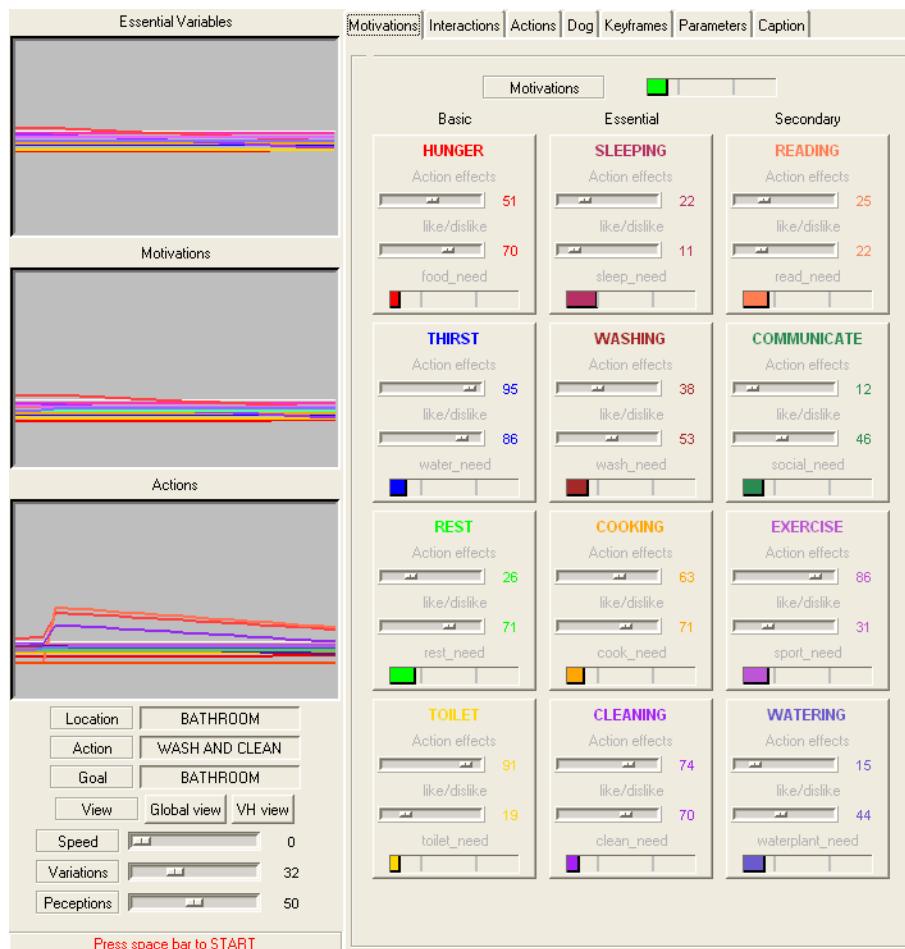 Essential Variables
Motivations
Actions
Location BATHROOM
Action WASH AND CLEAN
Goal BATHROOM
View Global view VH view
Speed 0
Variations 32
Peceptions 50
Press space bar to START
Motivations Interactions Actions Dog Keyframes Parameters Caption
Motivations
Basic Essential Secondary
HUNGER SLEEPING READING
Action effects Action effects Action effects
51 22 25
like/dislike like/dislike like/dislike
70 11 22
food_need sleep_need read_need
THIRST WASHING COMMUNICATE
Action effects Action effects Action effects
95 38 12
like/dislike like/dislike like/dislike
86 53 46
water_need wash_need social_need
REST COOKING EXERCISE
Action effects Action effects Action effects
26 63 86
like/dislike like/dislike like/dislike
71 71 31
rest_need cook_need sport_need
TOILET CLEANING WATERING
Action effects Action effects Action effects
91 74 15
like/dislike like/dislike like/dislike
19 70 44
toilet_need clean_need waterplant_need